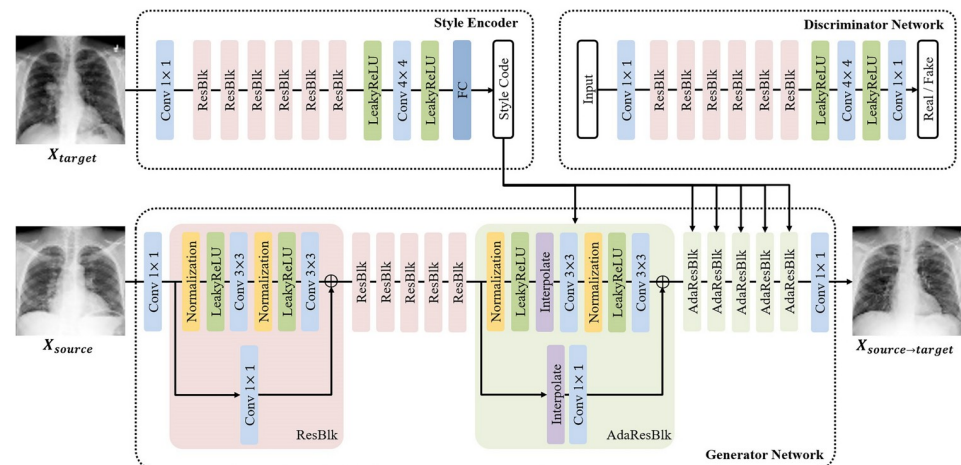 Style Encoder
Conv 1×1
ResBlk
ResBlk
ResBlk
ResBlk
ResBlk
ResBlk
LeakyReLU
Conv 4×4
LeakyReLU
FC
Style Code
X_target
Discriminator Network
Input
Conv 1×1
ResBlk
ResBlk
ResBlk
ResBlk
ResBlk
ResBlk
LeakyReLU
Conv 4×4
LeakyReLU
Conv 1×1
Real / Fake
X_source
Conv 1×1
Normalization
LeakyReLU
Conv 3×3
Normalization
LeakyReLU
Conv 3×3
Conv 1×1
ResBlk
ResBlk
ResBlk
ResBlk
ResBlk
ResBlk
Normalization
LeakyReLU
Interpolate
Conv 3×3
Normalization
LeakyReLU
Conv 3×3
Interpolate
Conv 1×1
AdaResBlk
AdaResBlk
AdaResBlk
AdaResBlk
AdaResBlk
AdaResBlk
Conv 1×1
X_source→target
Generator Network